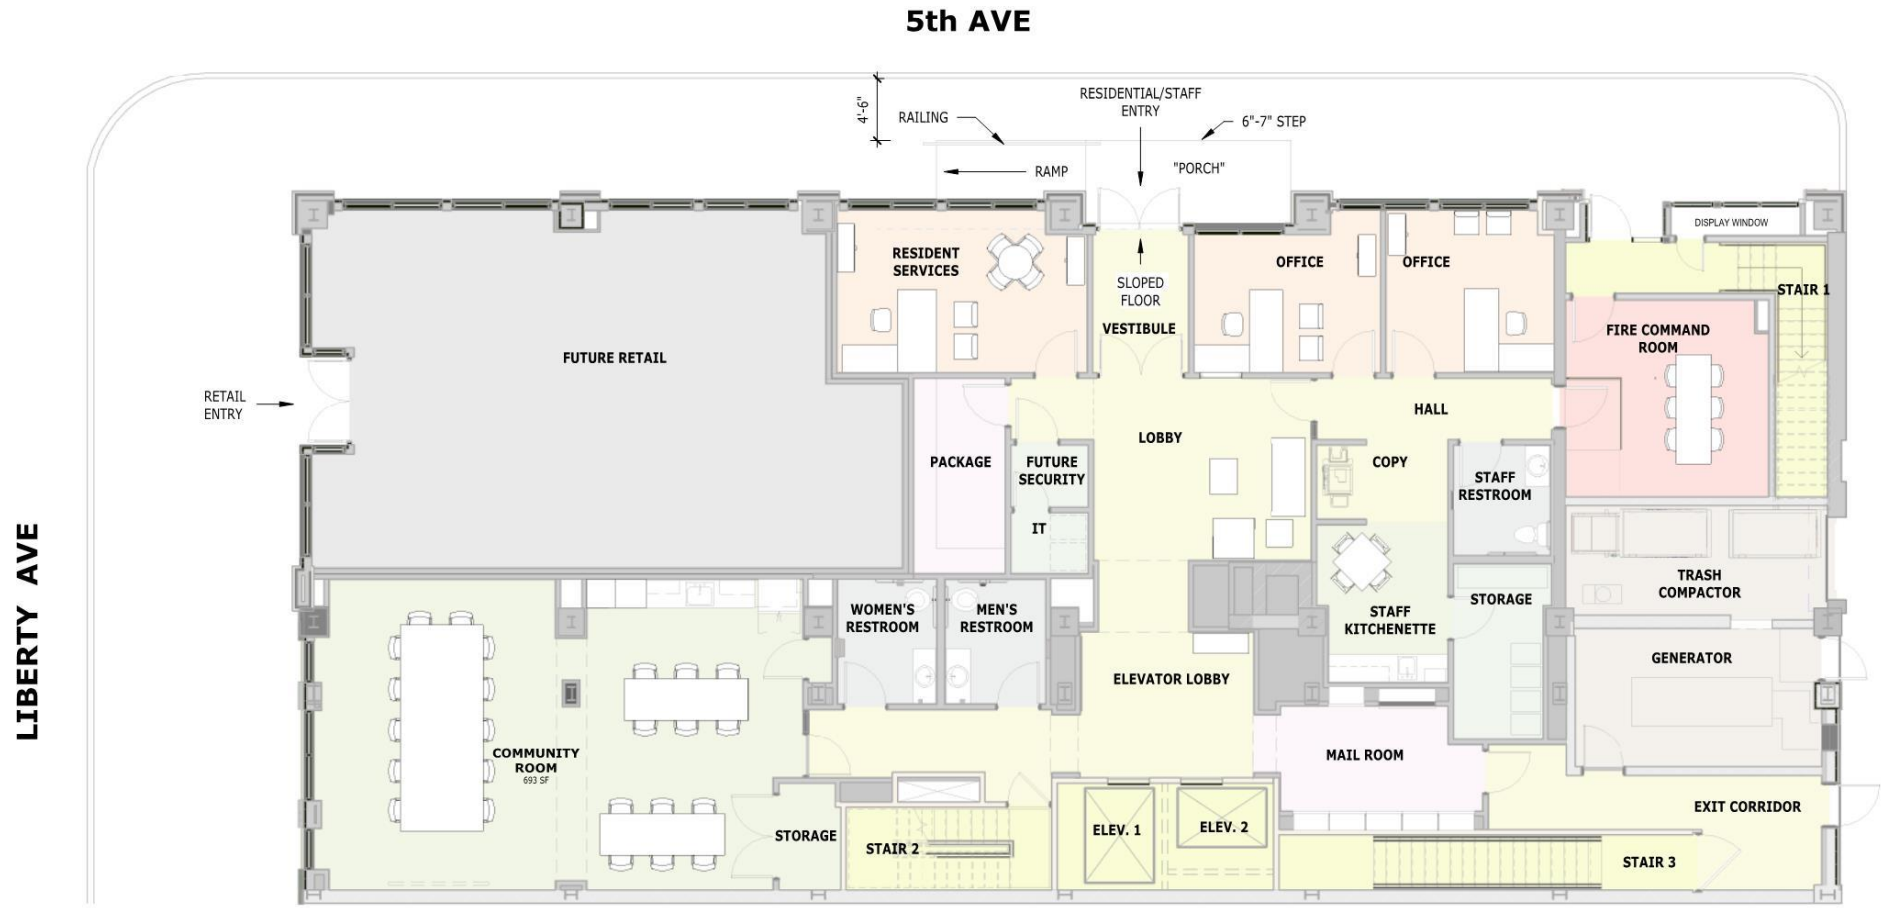 5th AVE
4'-6"
RAILING
RESIDENTIAL/STAFF
ENTRY
6"-7" STEP
RAMP
"PORCH"
DISPLAY WINDOW
RESIDENT
SERVICES
SLOPED
FLOOR
VESTIBULE
OFFICE
OFFICE
STAIR 1
FIRE COMMAND
ROOM
FUTURE RETAIL
RETAIL
ENTRY
HALL
LOBBY
PACKAGE
FUTURE
SECURITY
IT
COPY
STAFF
RESTROOM
TRASH
COMPACTOR
LIBERTY AVE
WOMEN'S
RESTROOM
MEN'S
RESTROOM
STAFF
KITCHENETTE
STORAGE
GENERATOR
ELEVATOR LOBBY
COMMUNITY
ROOM
693 SF
MAIL ROOM
EXIT CORRIDOR
STORAGE
STAIR 2
ELEV. 1
ELEV. 2
STAIR 3